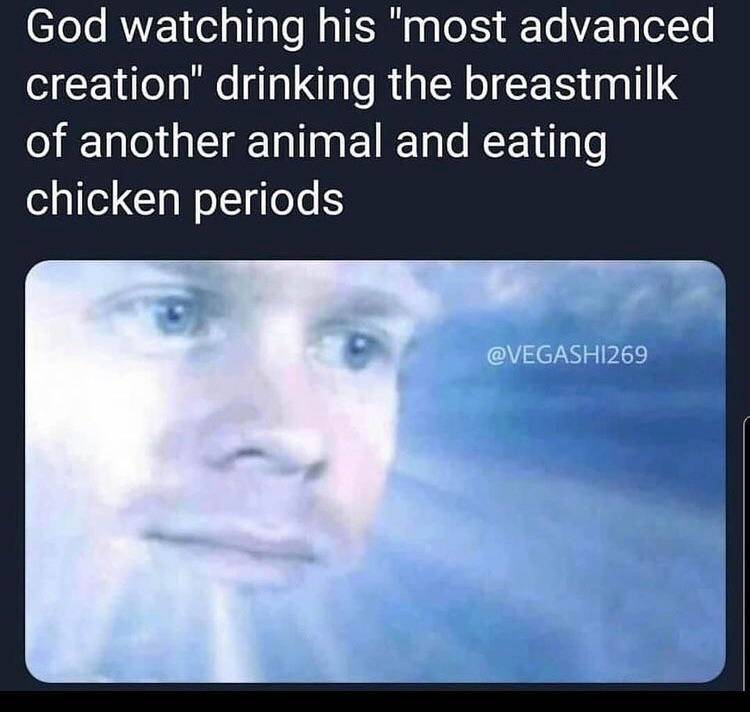 God watching his "most advanced
creation" drinking the breastmilk
of another animal and eating
chicken periods
@VEGASHI269